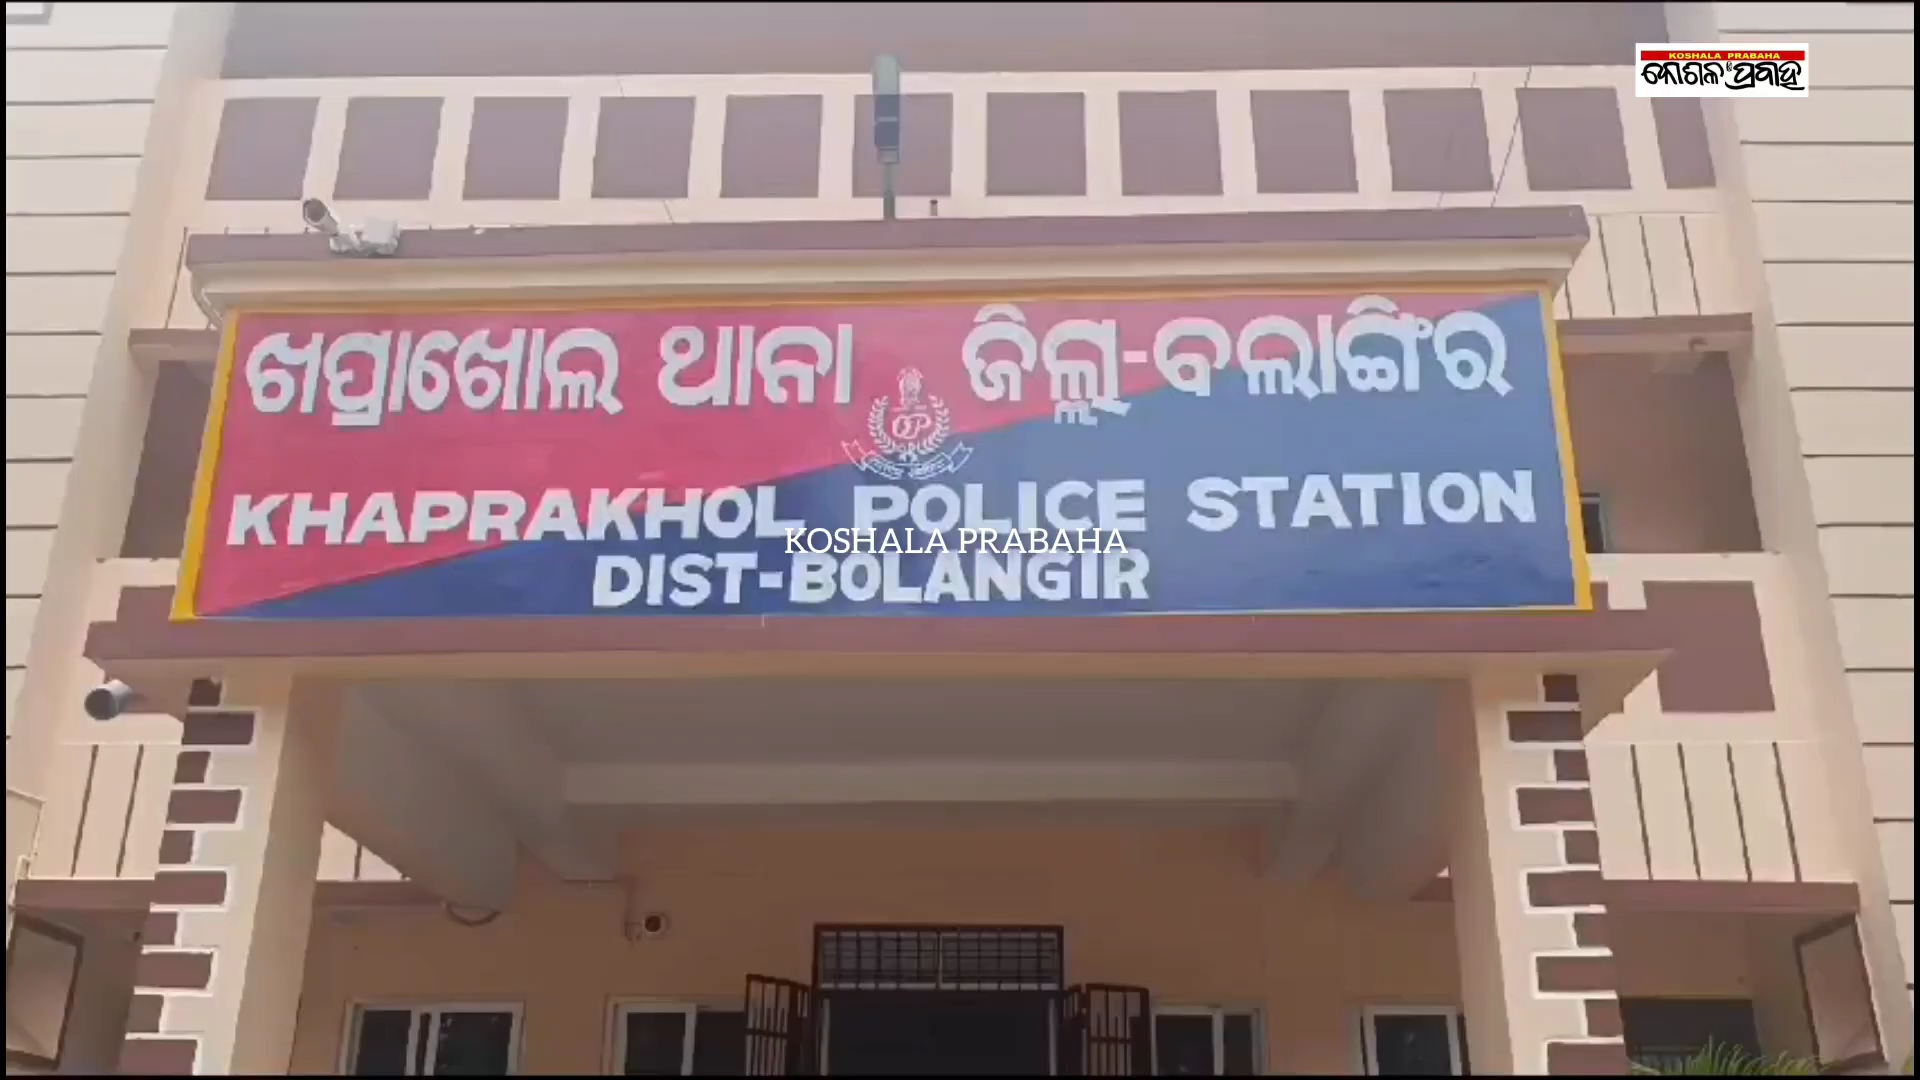 KOSHALA PRABAHA
କୋଶଳ ପ୍ରବାହ
ଖପ୍ରାଖୋଲ ଥାନା ଜିଲ୍ଲା-ବଲାଙ୍ଗିର
KHAPRAKHOL POLICE STATION
KOSHALA PRABAHA
DIST-BOLANGIR